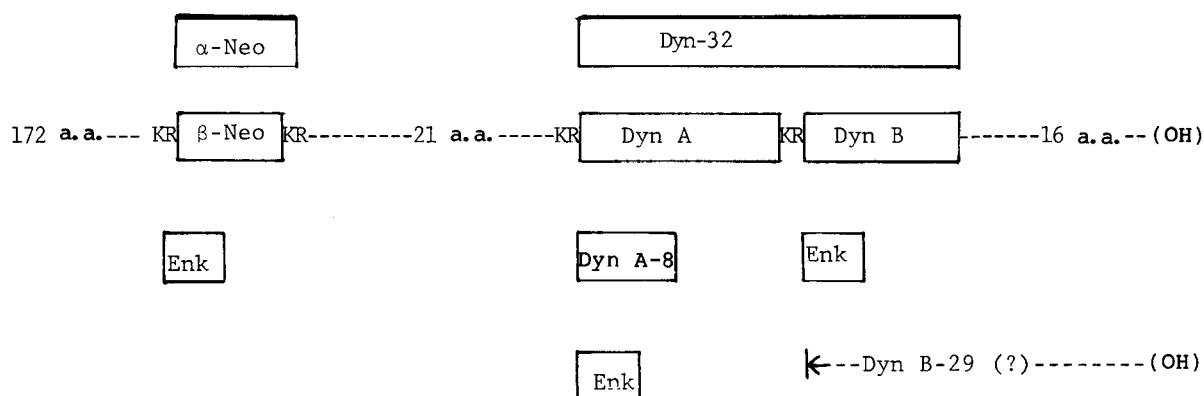 α-Neo Dyn-32
172 a.a.--- KR β-Neo KR-------21 a.a.-----KR Dyn A KR Dyn B ------16 a.a.--(OH)
Enk Dyn A-8 Enk
Enk ---Dyn B-29 (?)--------(OH)